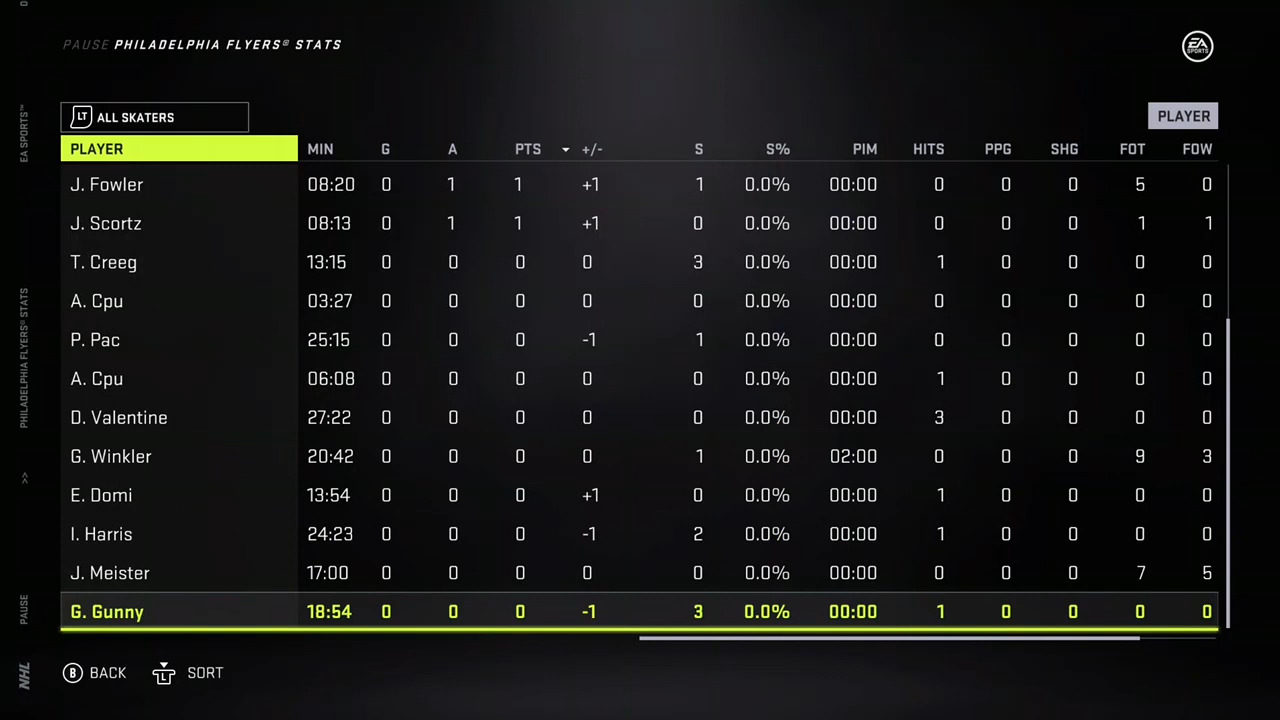 PAUSE PHILADELPHIA FLYERS® STATS
EA SPORTS
LT ALL SKATERS
PLAYER
PLAYER MIN G A PTS +/- S S% PIM HITS PPG SHG FOT FOW
J. Fowler 08:20 0 1 1 +1 1 0.0% 00:00 0 0 0 5 0
J. Scortz 08:13 0 1 1 +1 0 0.0% 00:00 0 0 0 1 1
T. Creeg 13:15 0 0 0 0 3 0.0% 00:00 1 0 0 0 0
A. Cpu 03:27 0 0 0 0 0 0.0% 00:00 0 0 0 0 0
P. Pac 25:15 0 0 0 -1 1 0.0% 00:00 0 0 0 0 0
A. Cpu 06:08 0 0 0 0 0 0.0% 00:00 1 0 0 0 0
D. Valentine 27:22 0 0 0 0 0 0.0% 00:00 3 0 0 0 0
G. Winkler 20:42 0 0 0 0 1 0.0% 02:00 0 0 0 9 3
E. Domi 13:54 0 0 0 +1 0 0.0% 00:00 1 0 0 0 0
I. Harris 24:23 0 0 0 -1 2 0.0% 00:00 1 0 0 0 0
J. Meister 17:00 0 0 0 0 0 0.0% 00:00 0 0 0 7 5
G. Gunny 18:54 0 0 0 -1 3 0.0% 00:00 1 0 0 0 0
B BACK L SORT
NHL PAUSE >> PHILADELPHIA FLYERS® STATS EA SPORTS™